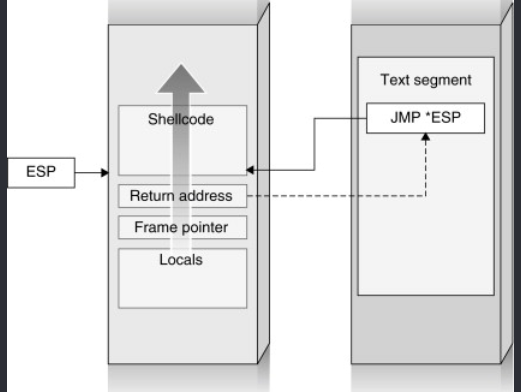 Text segment
JMP *ESP
Shellcode
ESP
Return address
Frame pointer
Locals